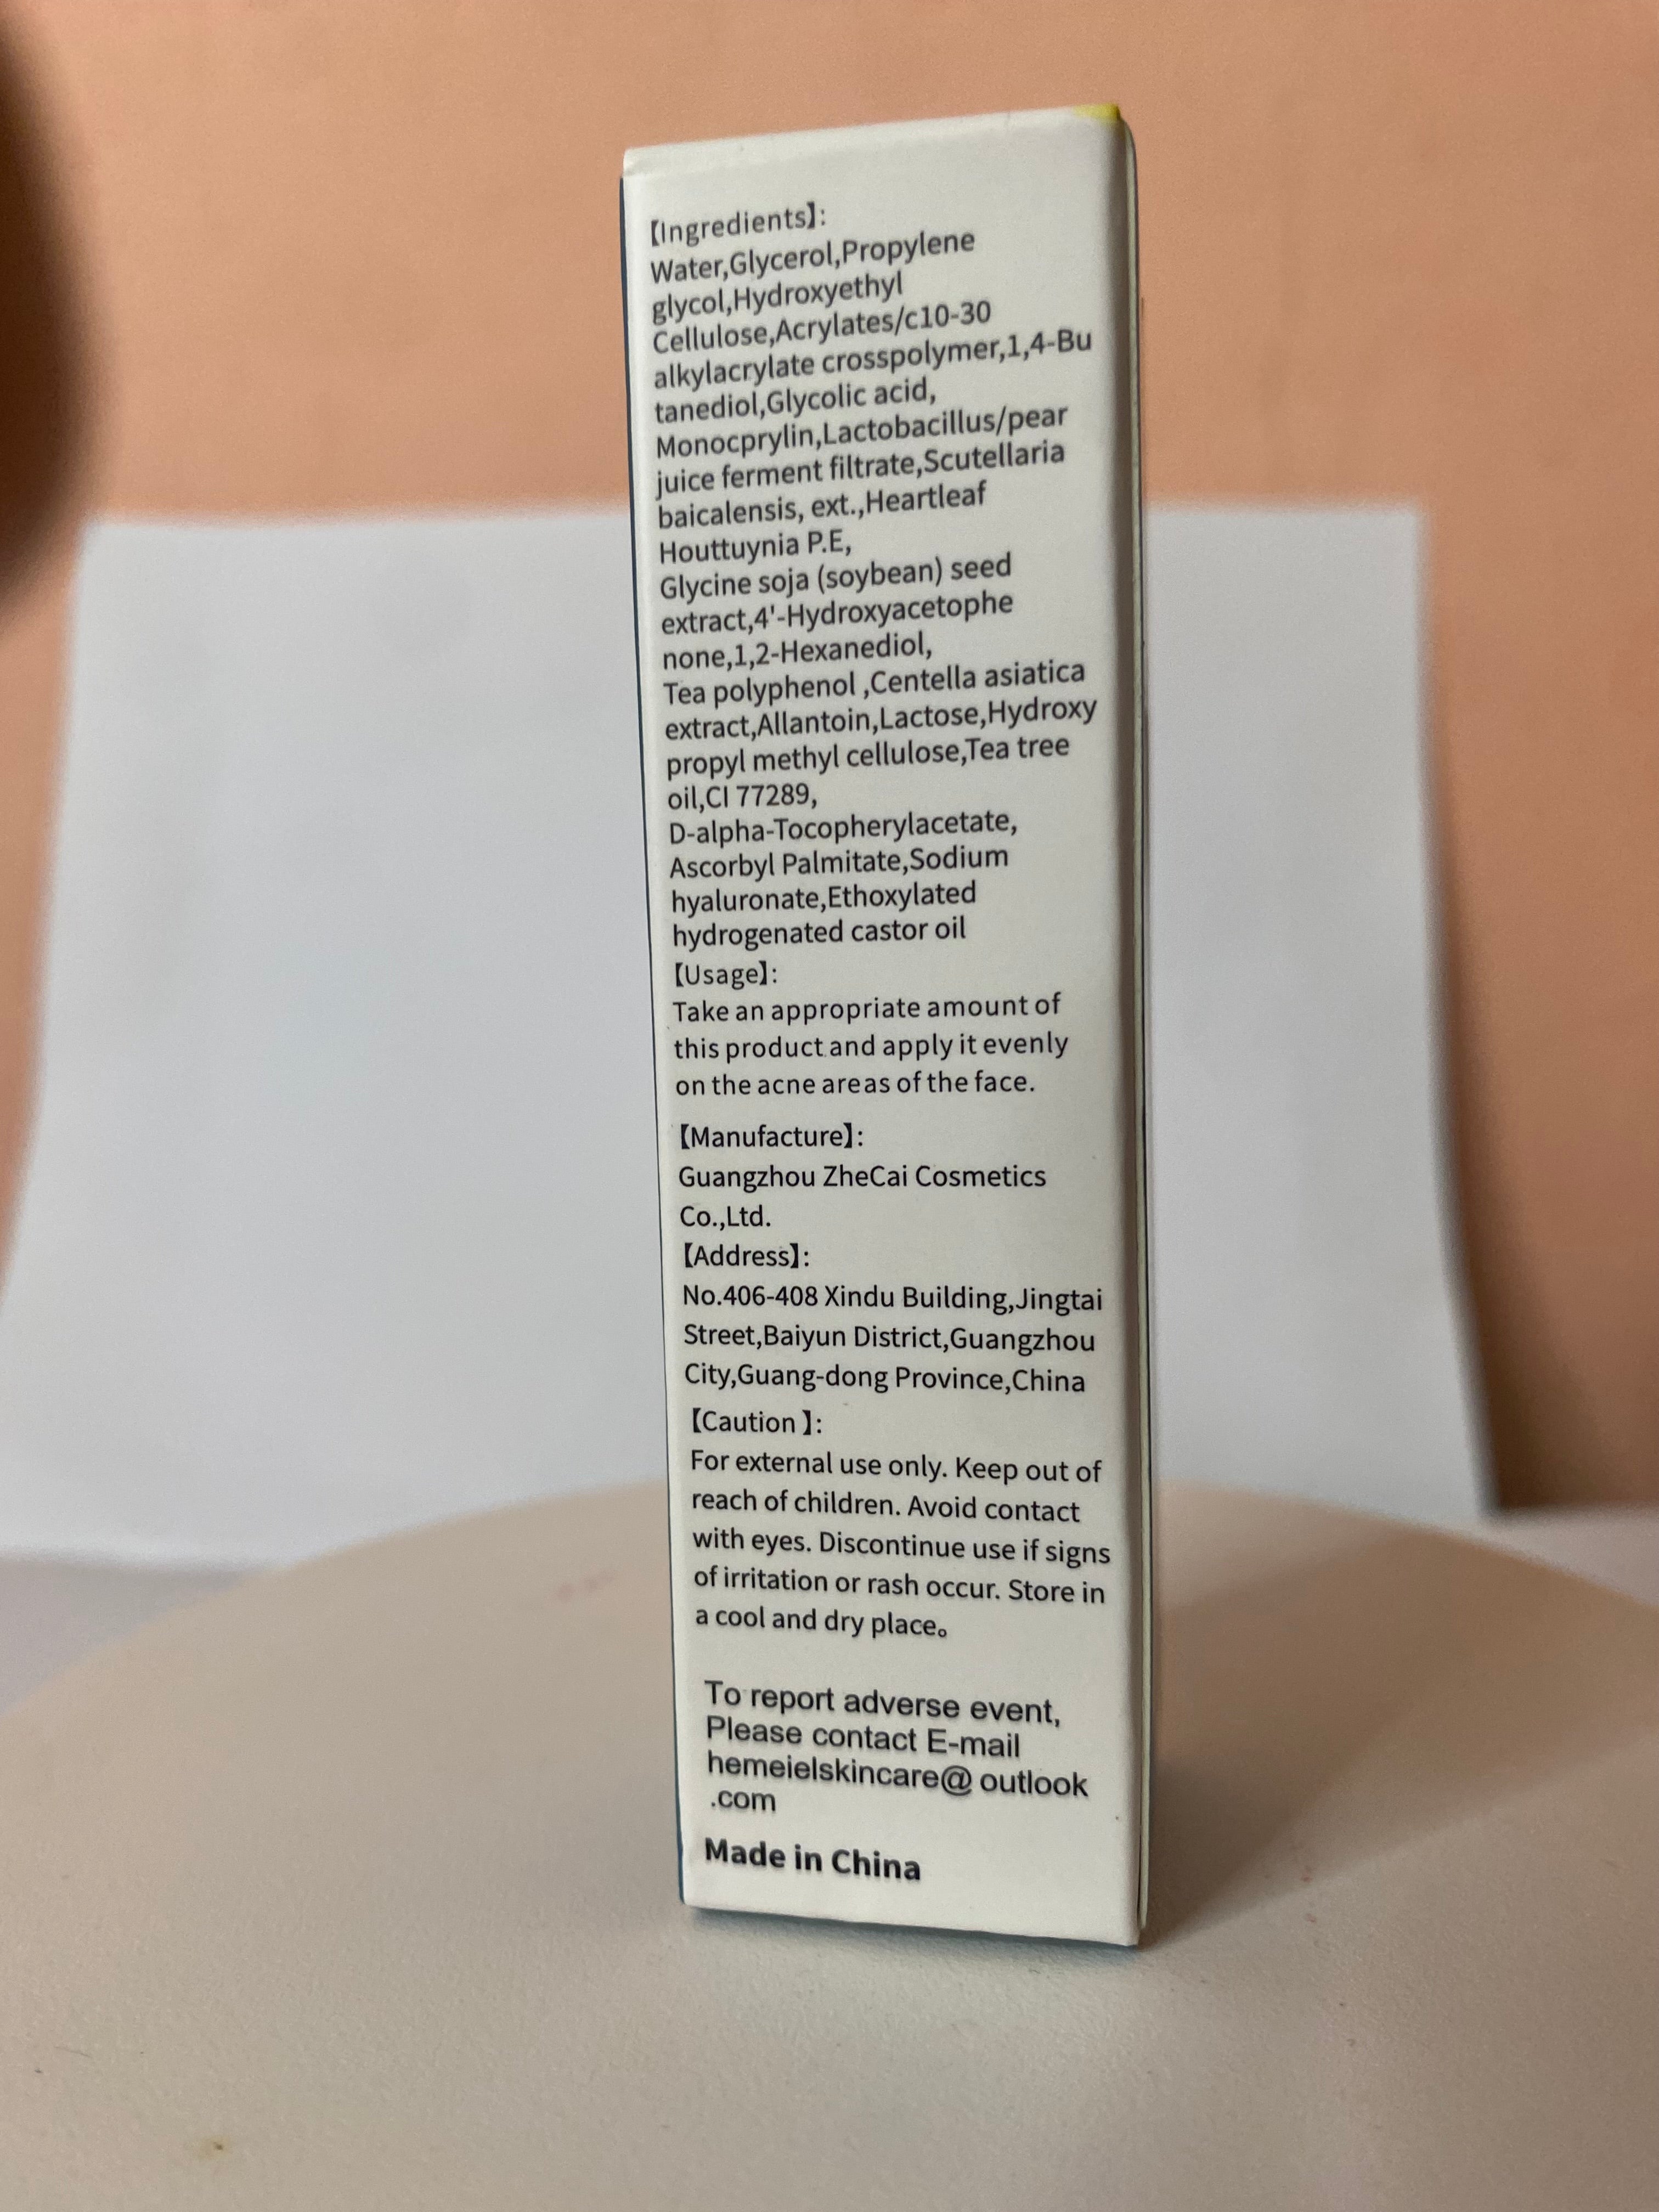 【Ingredients】:
Water,Glycerol,Propylene
glycol,Hydroxyethyl
Cellulose,Acrylates/c10-30
alkylacrylate crosspolymer,1,4-Bu
tanediol,Glycolic acid,
Monocprylin,Lactobacillus/pear
juice ferment filtrate,Scutellaria
baicalensis, ext.,Heartleaf
Houttuynia P.E,
Glycine soja (soybean) seed
extract,4'-Hydroxyacetophe
none,1,2-Hexanediol,
Tea polyphenol ,Centella asiatica
extract,Allantoin,Lactose,Hydroxy
propyl methyl cellulose,Tea tree
oil,CI 77289,
D-alpha-Tocopherylacetate,
Ascorbyl Palmitate,Sodium
hyaluronate,Ethoxylated
hydrogenated castor oil
【Usage】:
Take an appropriate amount of
this product and apply it evenly
on the acne areas of the face.
【Manufacture】:
Guangzhou ZheCai Cosmetics
Co.,Ltd.
【Address】:
No.406-408 Xindu Building,Jingtai
Street,Baiyun District,Guangzhou
City,Guang-dong Province,China
【Caution 】:
For external use only. Keep out of
reach of children. Avoid contact
with eyes. Discontinue use if signs
of irritation or rash occur. Store in
a cool and dry place。
To report adverse event,
Please contact E-mail
hemeielskincare@ outlook
.com
Made in China